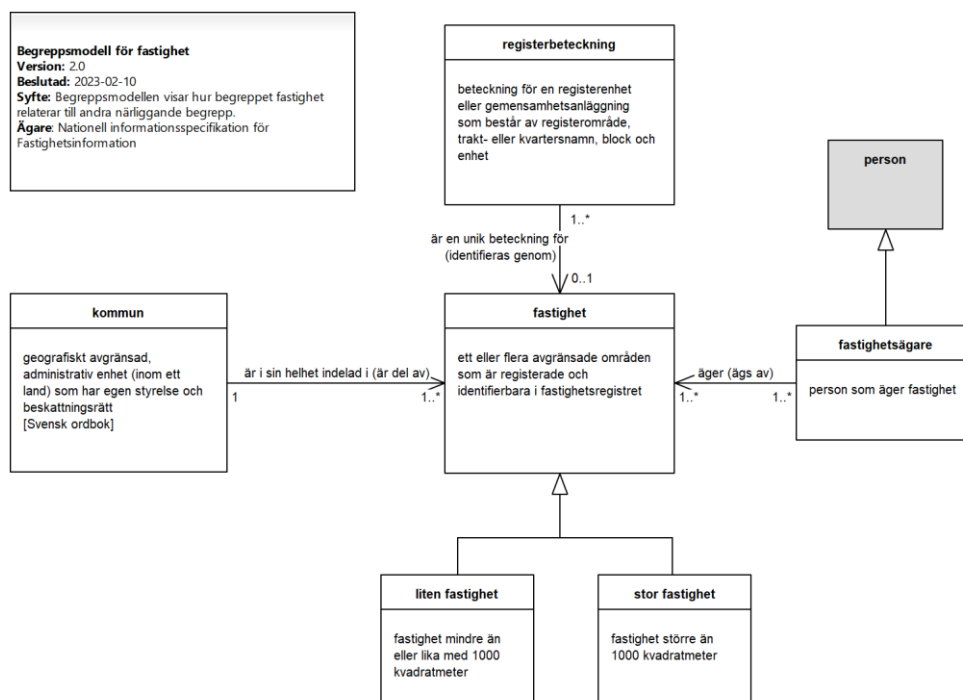 Begreppsmodell för fastighet
Version: 2.0
Beslutad: 2023-02-10
Syfte: Begreppsmodellen visar hur begreppet fastighet
relaterar till andra närliggande begrepp.
Ägare: Nationell informationsspecifikation för
Fastighetsinformation
registerbeteckning
beteckning för en registerenhet
eller gemensamhetsanläggning
som består av registerområde,
trakt- eller kvartersnamn, block och
enhet
person
1..*
är en unik beteckning för
(identifieras genom)
0..1
kommun
geografiskt avgränsad,
administrativ enhet (inom ett
land) som har egen styrelse och
beskattningsrätt
[Svensk ordbok]
är i sin helhet indelad i (är del av)
1
1..*
fastighet
ett eller flera avgränsade områden
som är registerade och
identifierbara i fastighetsregistret
äger (ägs av)
1..*
1..*
fastighetsägare
person som äger fastighet
liten fastighet
fastighet mindre än
eller lika med 1000
kvadratmeter
stor fastighet
fastighet större än
1000 kvadratmeter